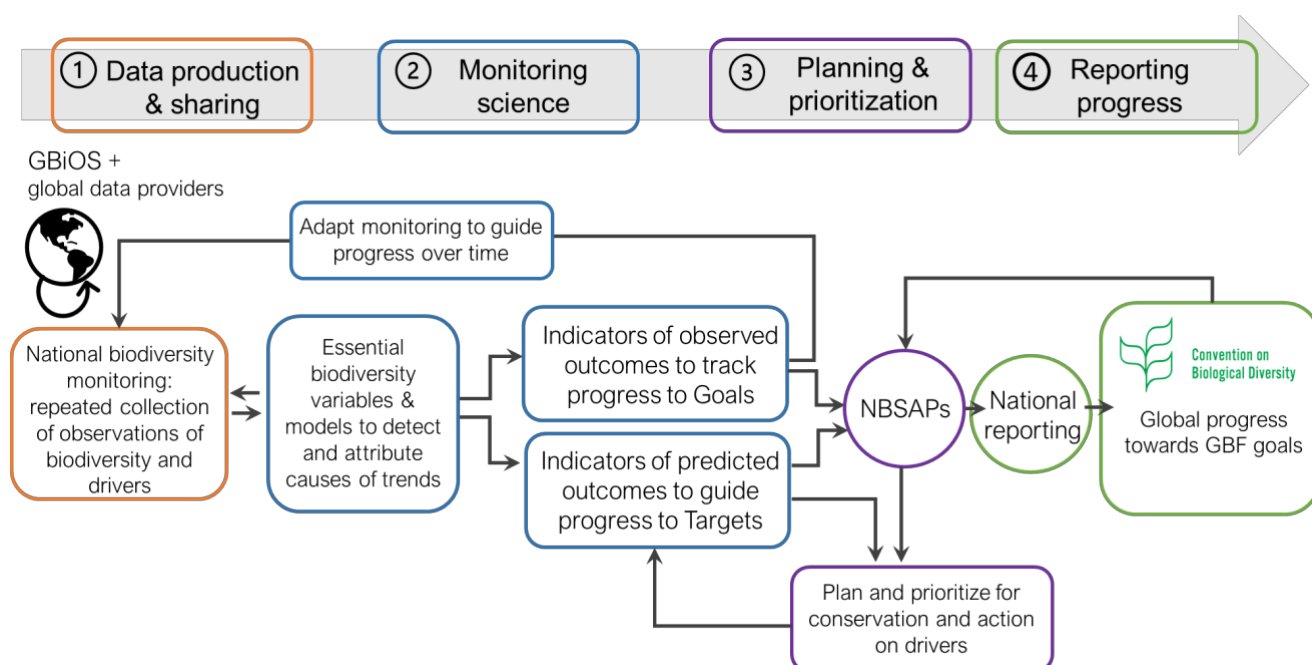 ① Data production
& sharing
② Monitoring
science
③ Planning &
prioritization
④ Reporting
progress
GBiOS +
global data providers
Adapt monitoring to guide
progress over time
National biodiversity
monitoring:
repeated collection
of observations of
biodiversity and
drivers
Essential
biodiversity
variables &
models to detect
and attribute
causes of trends
Indicators of observed
outcomes to track
progress to Goals
Indicators of predicted
outcomes to guide
progress to Targets
NBSAPs
National
reporting
Convention on
Biological Diversity
Global progress
towards GBF goals
Plan and prioritize for
conservation and action
on drivers